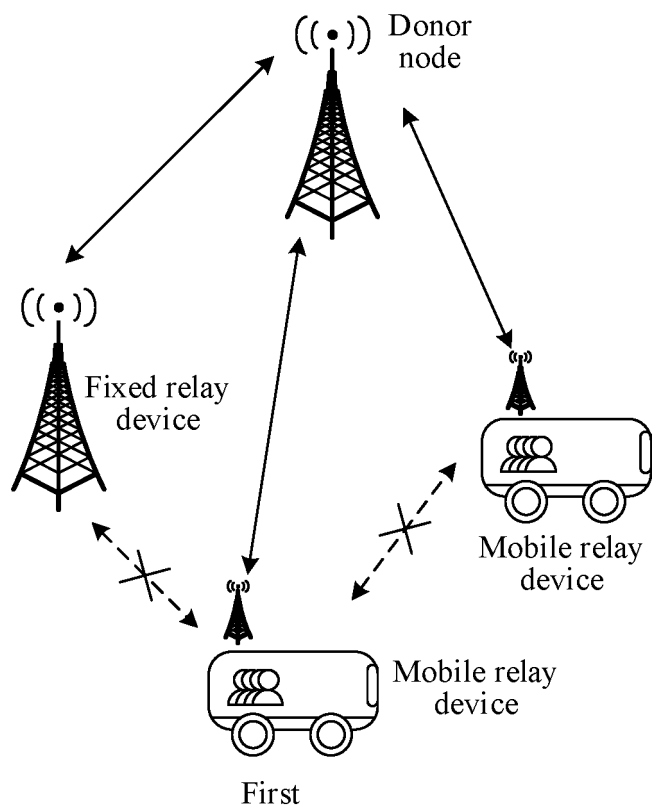 Donor
node
Fixed relay
device
Mobile relay
device
Mobile relay
device
First